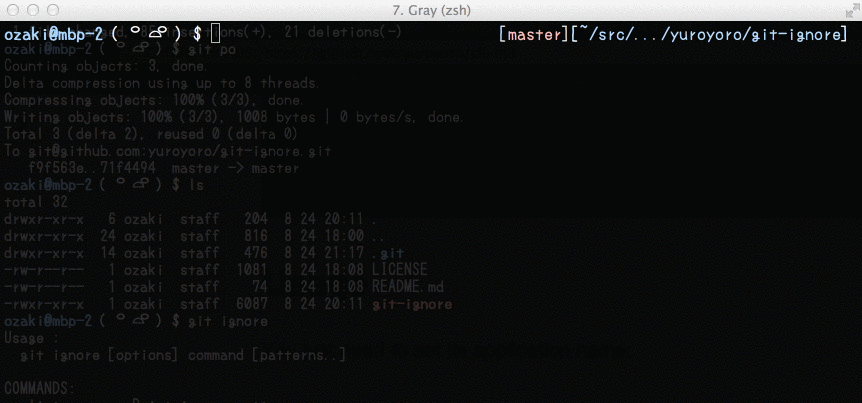 7. Gray (zsh)
ozaki@mbp-2 ( ᄋ ᄯ ) $ [master][~/src/.../yuroyoro/git-ignore]
ozaki@mbp-2 ( ᄋ ᄯ ) $ git po
Counting objects: 3, done.
Delta compression using up to 8 threads.
Compressing objects: 100% (3/3), done.
Writing objects: 100% (3/3), 1008 bytes | 0 bytes/s, done.
Total 3 (delta 2), reused 0 (delta 0)
To git@github.com:yuroyoro/git-ignore.git
f9f563e..71f4494 master -> master
ozaki@mbp-2 ( ᄋ ᄯ ) $ ls
total 32
drwxr-xr-x 6 ozaki staff 204 8 24 20:11 .
drwxr-xr-x 24 ozaki staff 816 8 24 18:00 ..
drwxr-xr-x 14 ozaki staff 476 8 24 21:17 .git
-rw-r--r-- 1 ozaki staff 1081 8 24 18:08 LICENSE
-rw-r--r-- 1 ozaki staff 74 8 24 18:08 README.md
-rwxr-xr-x 1 ozaki staff 6087 8 24 20:11 git-ignore
ozaki@mbp-2 ( ᄋ ᄯ ) $ git ignore
Usage :
git ignore [options] command [patterns..]
COMMANDS: